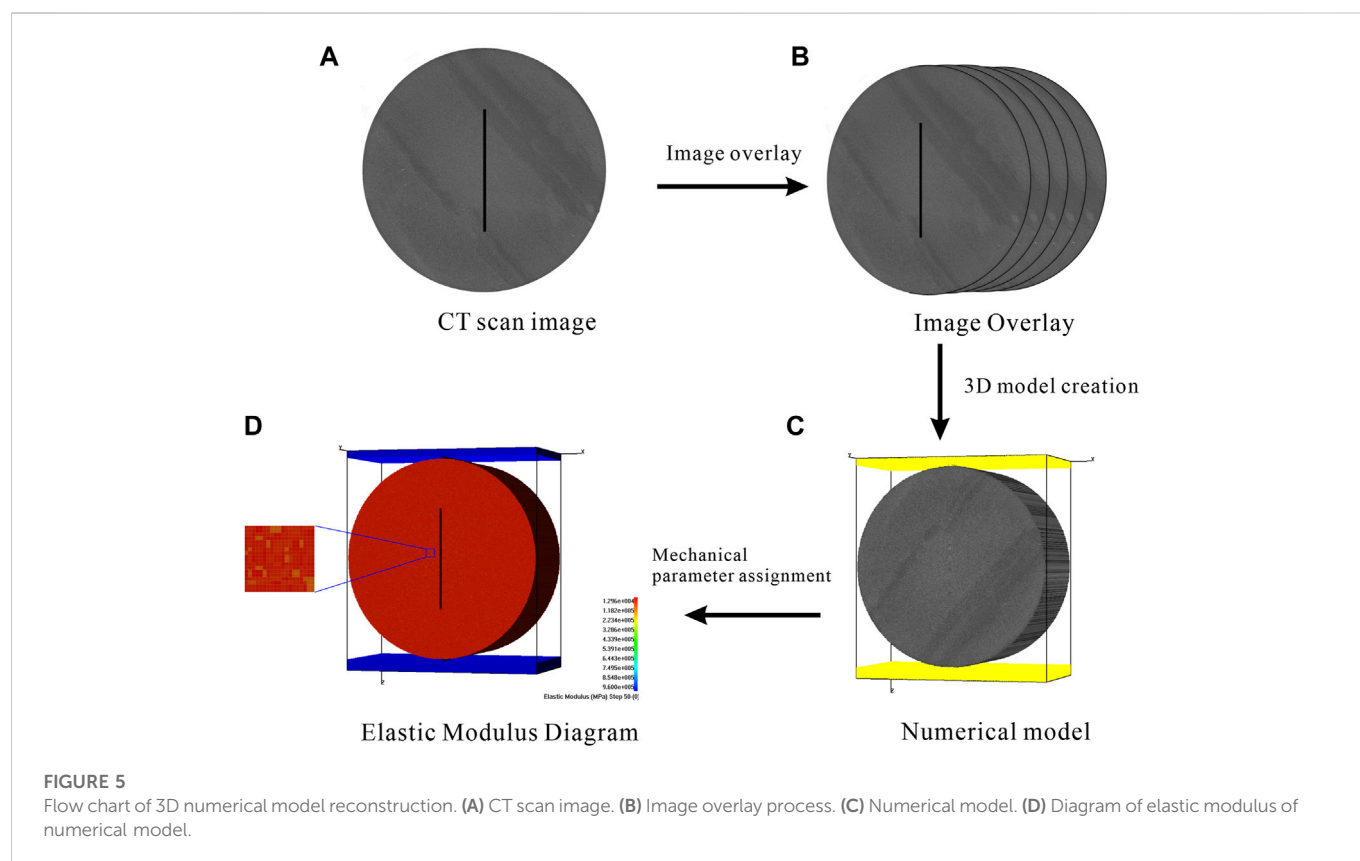 A
B
Image overlay
CT scan image
Image Overlay
3D model creation
D
C
Y
X
Y
X
Mechanical
parameter assignment
1.296e+004
1.182e+005
2.234e+005
3.286e+005
4.339e+005
5.391e+005
6.443e+005
7.495e+005
8.548e+005
9.600e+005
Elastic Modulus (MPa) Step 50 (0)
Z
Z
Elastic Modulus Diagram
Numerical model
FIGURE 5
Flow chart of 3D numerical model reconstruction. (A) CT scan image. (B) Image overlay process. (C) Numerical model. (D) Diagram of elastic modulus of
numerical model.